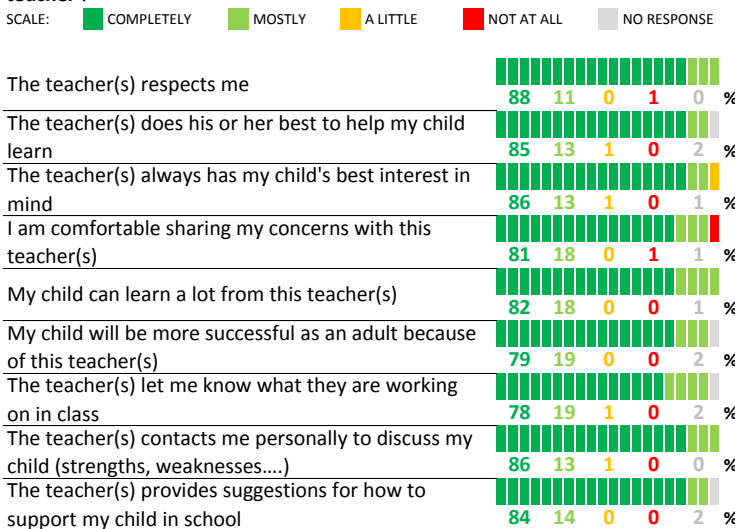 teacher?
SCALE: COMPLETELY MOSTLY A LITTLE NOT AT ALL NO RESPONSE
The teacher(s) respects me
88 11 0 1 0 %
The teacher(s) does his or her best to help my child
learn
85 13 1 0 2 %
The teacher(s) always has my child's best interest in
mind
86 13 1 0 1 %
I am comfortable sharing my concerns with this
teacher(s)
81 18 0 1 1 %
My child can learn a lot from this teacher(s)
82 18 0 0 1 %
My child will be more successful as an adult because
of this teacher(s)
79 19 0 0 2 %
The teacher(s) let me know what they are working
on in class
78 19 1 0 2 %
The teacher(s) contacts me personally to discuss my
child (strengths, weaknesses....)
86 13 1 0 0 %
The teacher(s) provides suggestions for how to
support my child in school
84 14 0 0 2 %